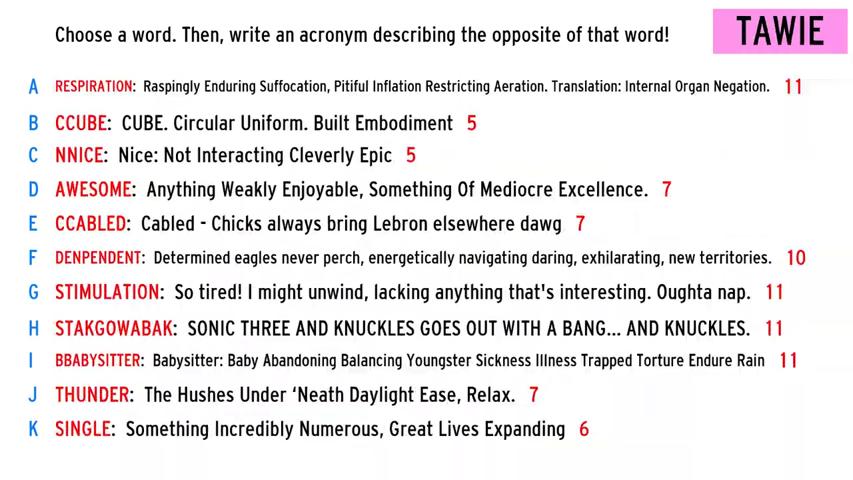 Choose a word. Then, write an acronym describing the opposite of that word!
TAWIE
A RESPIRATION: Raspingly Enduring Suffocation, Pitiful Inflation Restricting Aeration. Translation: Internal Organ Negation. 11
B CCUBE: CUBE. Circular Uniform. Built Embodiment 5
C NNICE: Nice: Not Interacting Cleverly Epic 5
D AWESOME: Anything Weakly Enjoyable, Something Of Mediocre Excellence. 7
E CCABLED: Cabled - Chicks always bring Lebron elsewhere dawg 7
F DENPENDENT: Determined eagles never perch, energetically navigating daring, exhilarating, new territories. 10
G STIMULATION: So tired! I might unwind, lacking anything that's interesting. Oughta nap. 11
H STAKGOWABAK: SONIC THREE AND KNUCKLES GOES OUT WITH A BANG... AND KNUCKLES. 11
I BBABYSITTER: Babysitter: Baby Abandoning Balancing Youngster Sickness Illness Trapped Torture Endure Rain 11
J THUNDER: The Hushes Under ‘Neath Daylight Ease, Relax. 7
K SINGLE: Something Incredibly Numerous, Great Lives Expanding 6